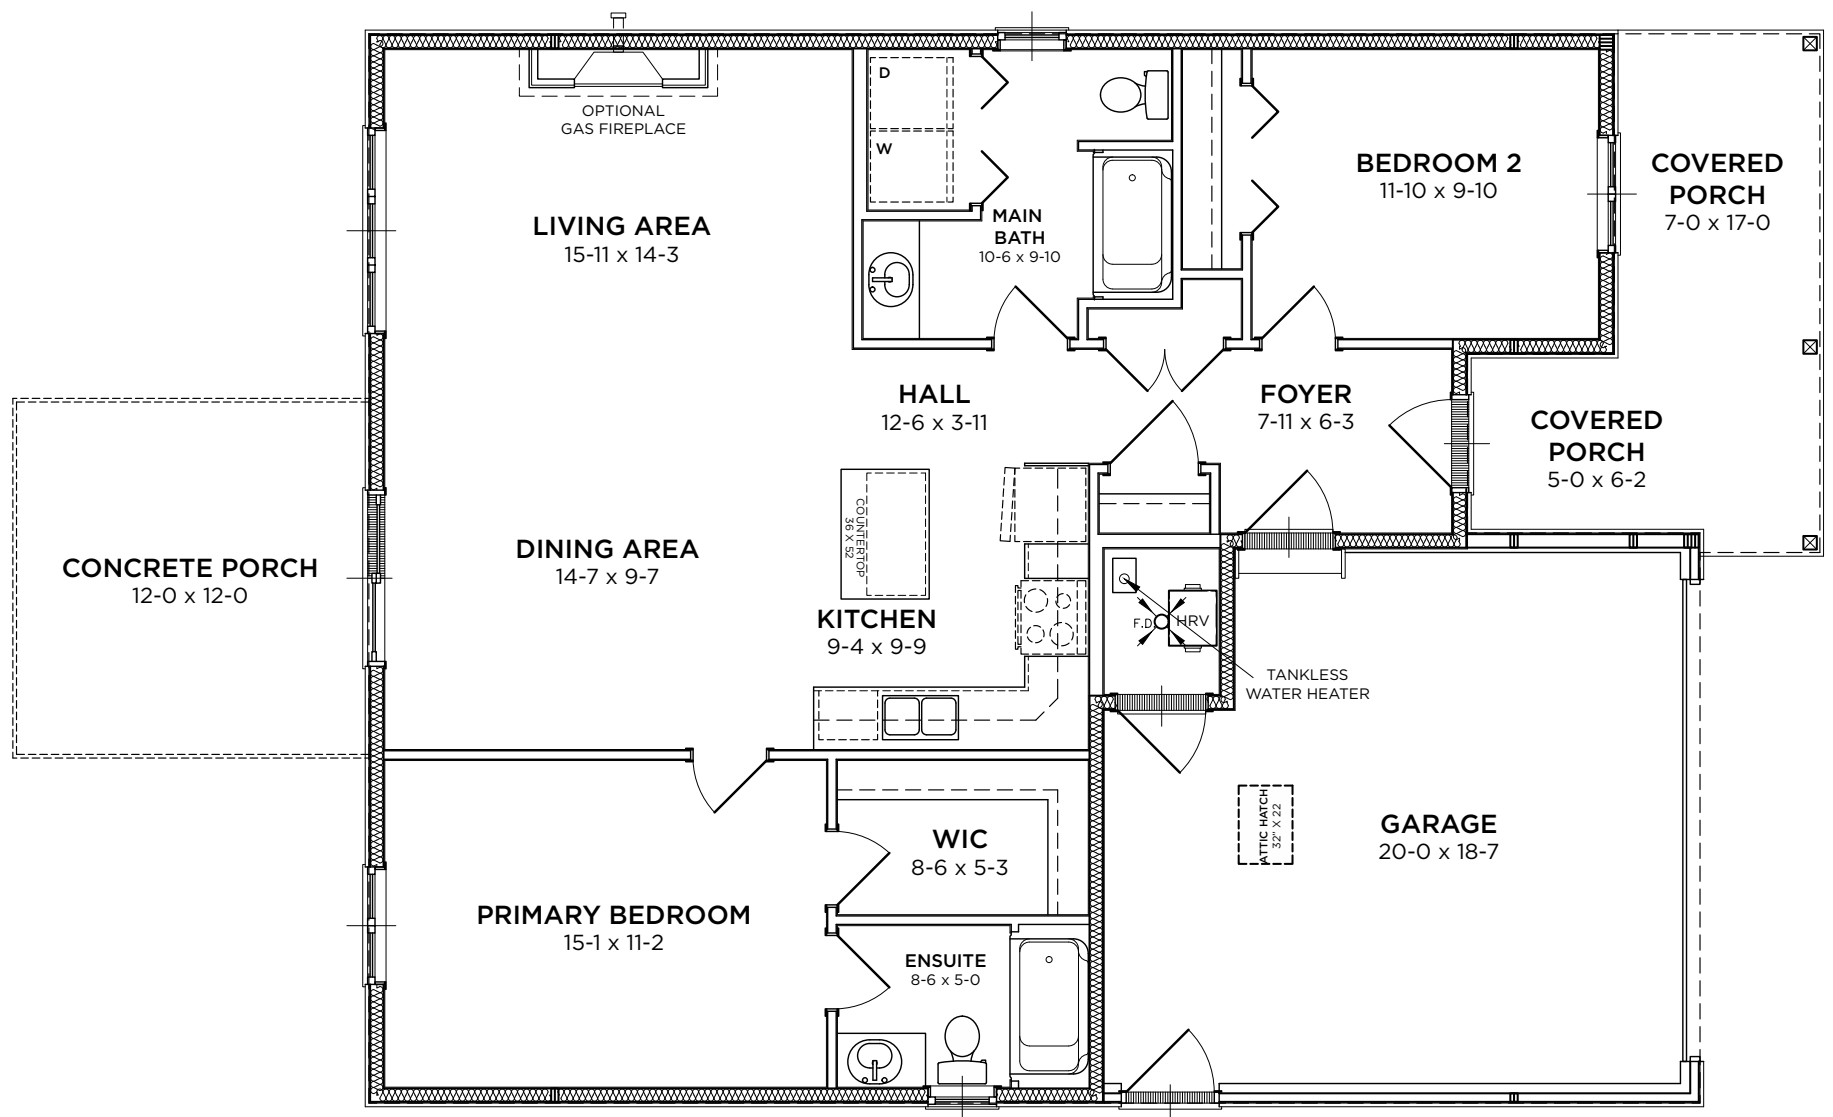 OPTIONAL
GAS FIREPLACE
D
W
LIVING AREA
15-11 x 14-3
MAIN
BATH
10-6 x 9-10
BEDROOM 2
11-10 x 9-10
COVERED
PORCH
7-0 x 17-0
HALL
12-6 x 3-11
FOYER
7-11 x 6-3
COVERED
PORCH
5-0 x 6-2
CONCRETE PORCH
12-0 x 12-0
DINING AREA
14-7 x 9-7
COUNTERTOP
36 X 52
KITCHEN
9-4 x 9-9
F.D.
HRV
TANKLESS
WATER HEATER
ATTIC HATCH
32" X 22
GARAGE
20-0 x 18-7
WIC
8-6 x 5-3
PRIMARY BEDROOM
15-1 x 11-2
ENSUITE
8-6 x 5-0